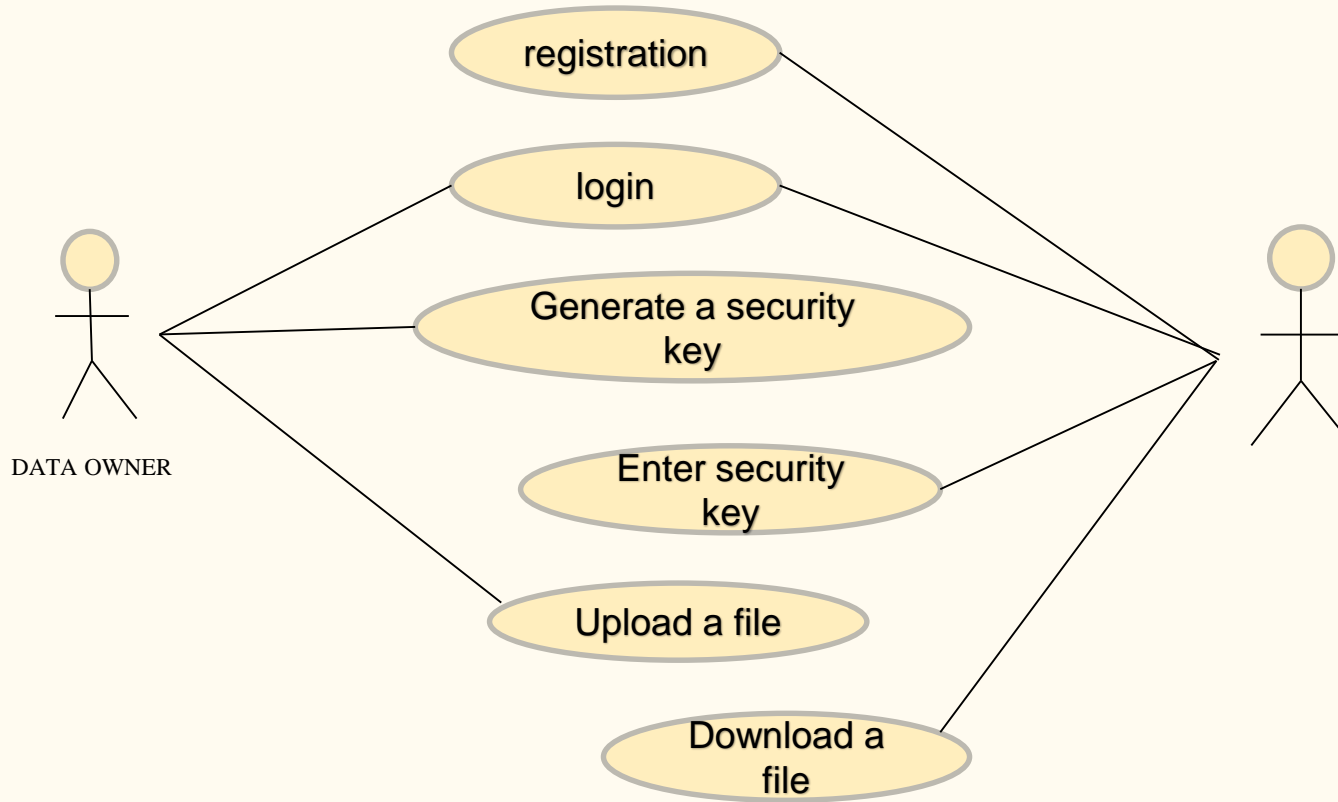 registration
login
Generate a security
key
DATA OWNER
Enter security
key
Upload a file
Download a
file